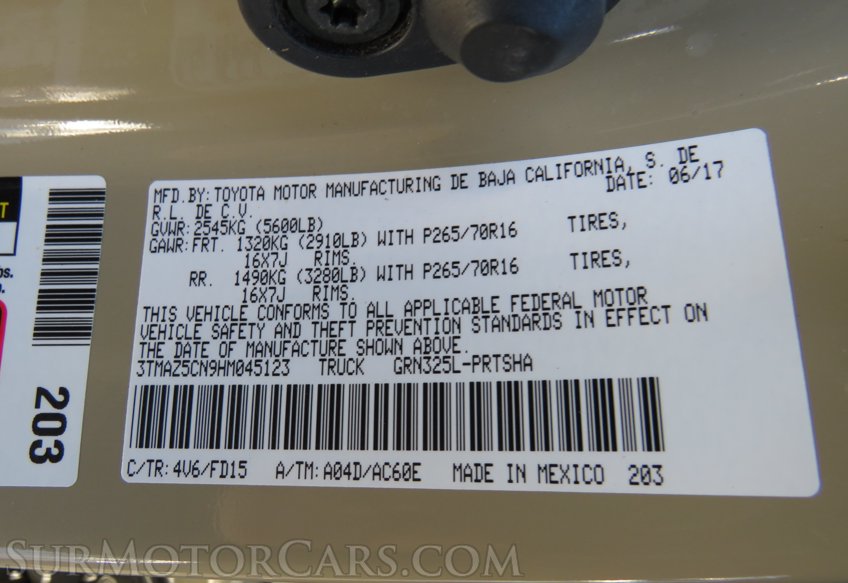 MFD.BY: TOYOTA MOTOR MANUFACTURING DE BAJA CALIFORNIA, S. DE
R.L. DE C.V. DATE: 06/17
GVWR: 2545KG (5600LB)
GAWR: FRT. 1320KG (2910LB) WITH P265/70R16 TIRES,
16X7J RIMS.
RR. 1490KG (3280LB) WITH P265/70R16 TIRES,
16X7J RIMS.
THIS VEHICLE CONFORMS TO ALL APPLICABLE FEDERAL MOTOR
VEHICLE SAFETY AND THEFT PREVENTION STANDARDS IN EFFECT ON
THE DATE OF MANUFACTURE SHOWN ABOVE.
3TMAZ5CN9HM045123 TRUCK GRN325L-PRTSHA
C/TR: 4V6/FD15 A/TM: A04D/AC60E MADE IN MEXICO 203
203
SURMOTORCARS.COM